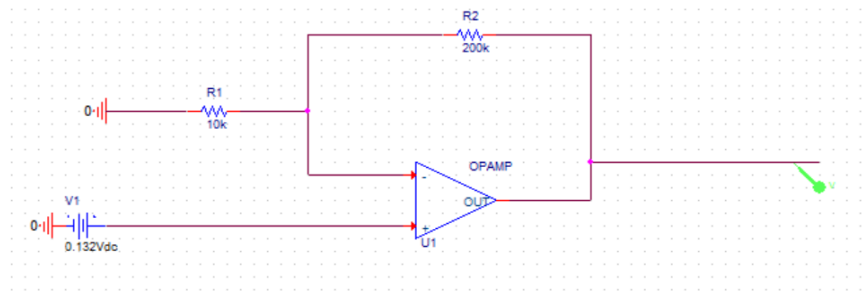 R2
200k
R1
0
10k
OPAMP
-
V
V1
OUT
0
+
U1
0.132Vdc